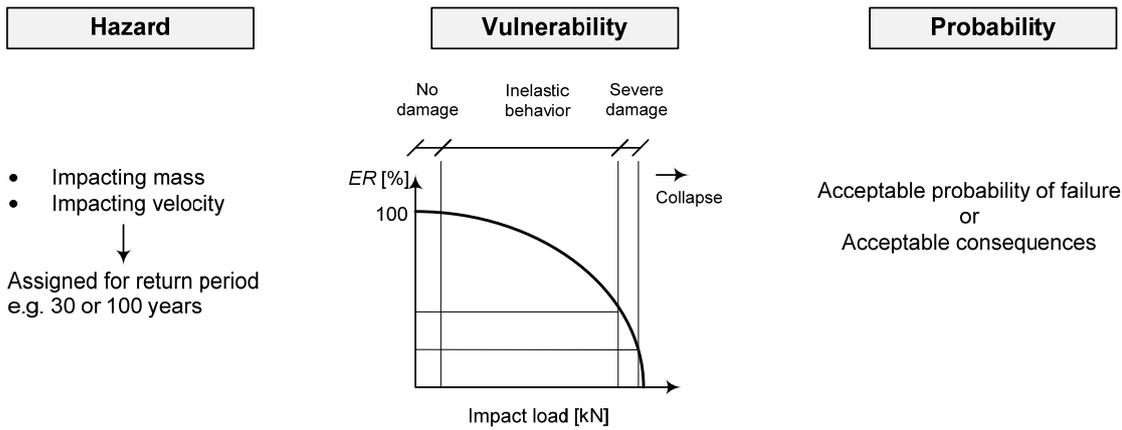 Hazard
Vulnerability
Probability
• Impacting mass
• Impacting velocity
Assigned for return period
e.g. 30 or 100 years
No
damage
Inelastic
behavior
Severe
damage
ER [%]
100
Collapse
Impact load [kN]
Acceptable probability of failure
or
Acceptable consequences